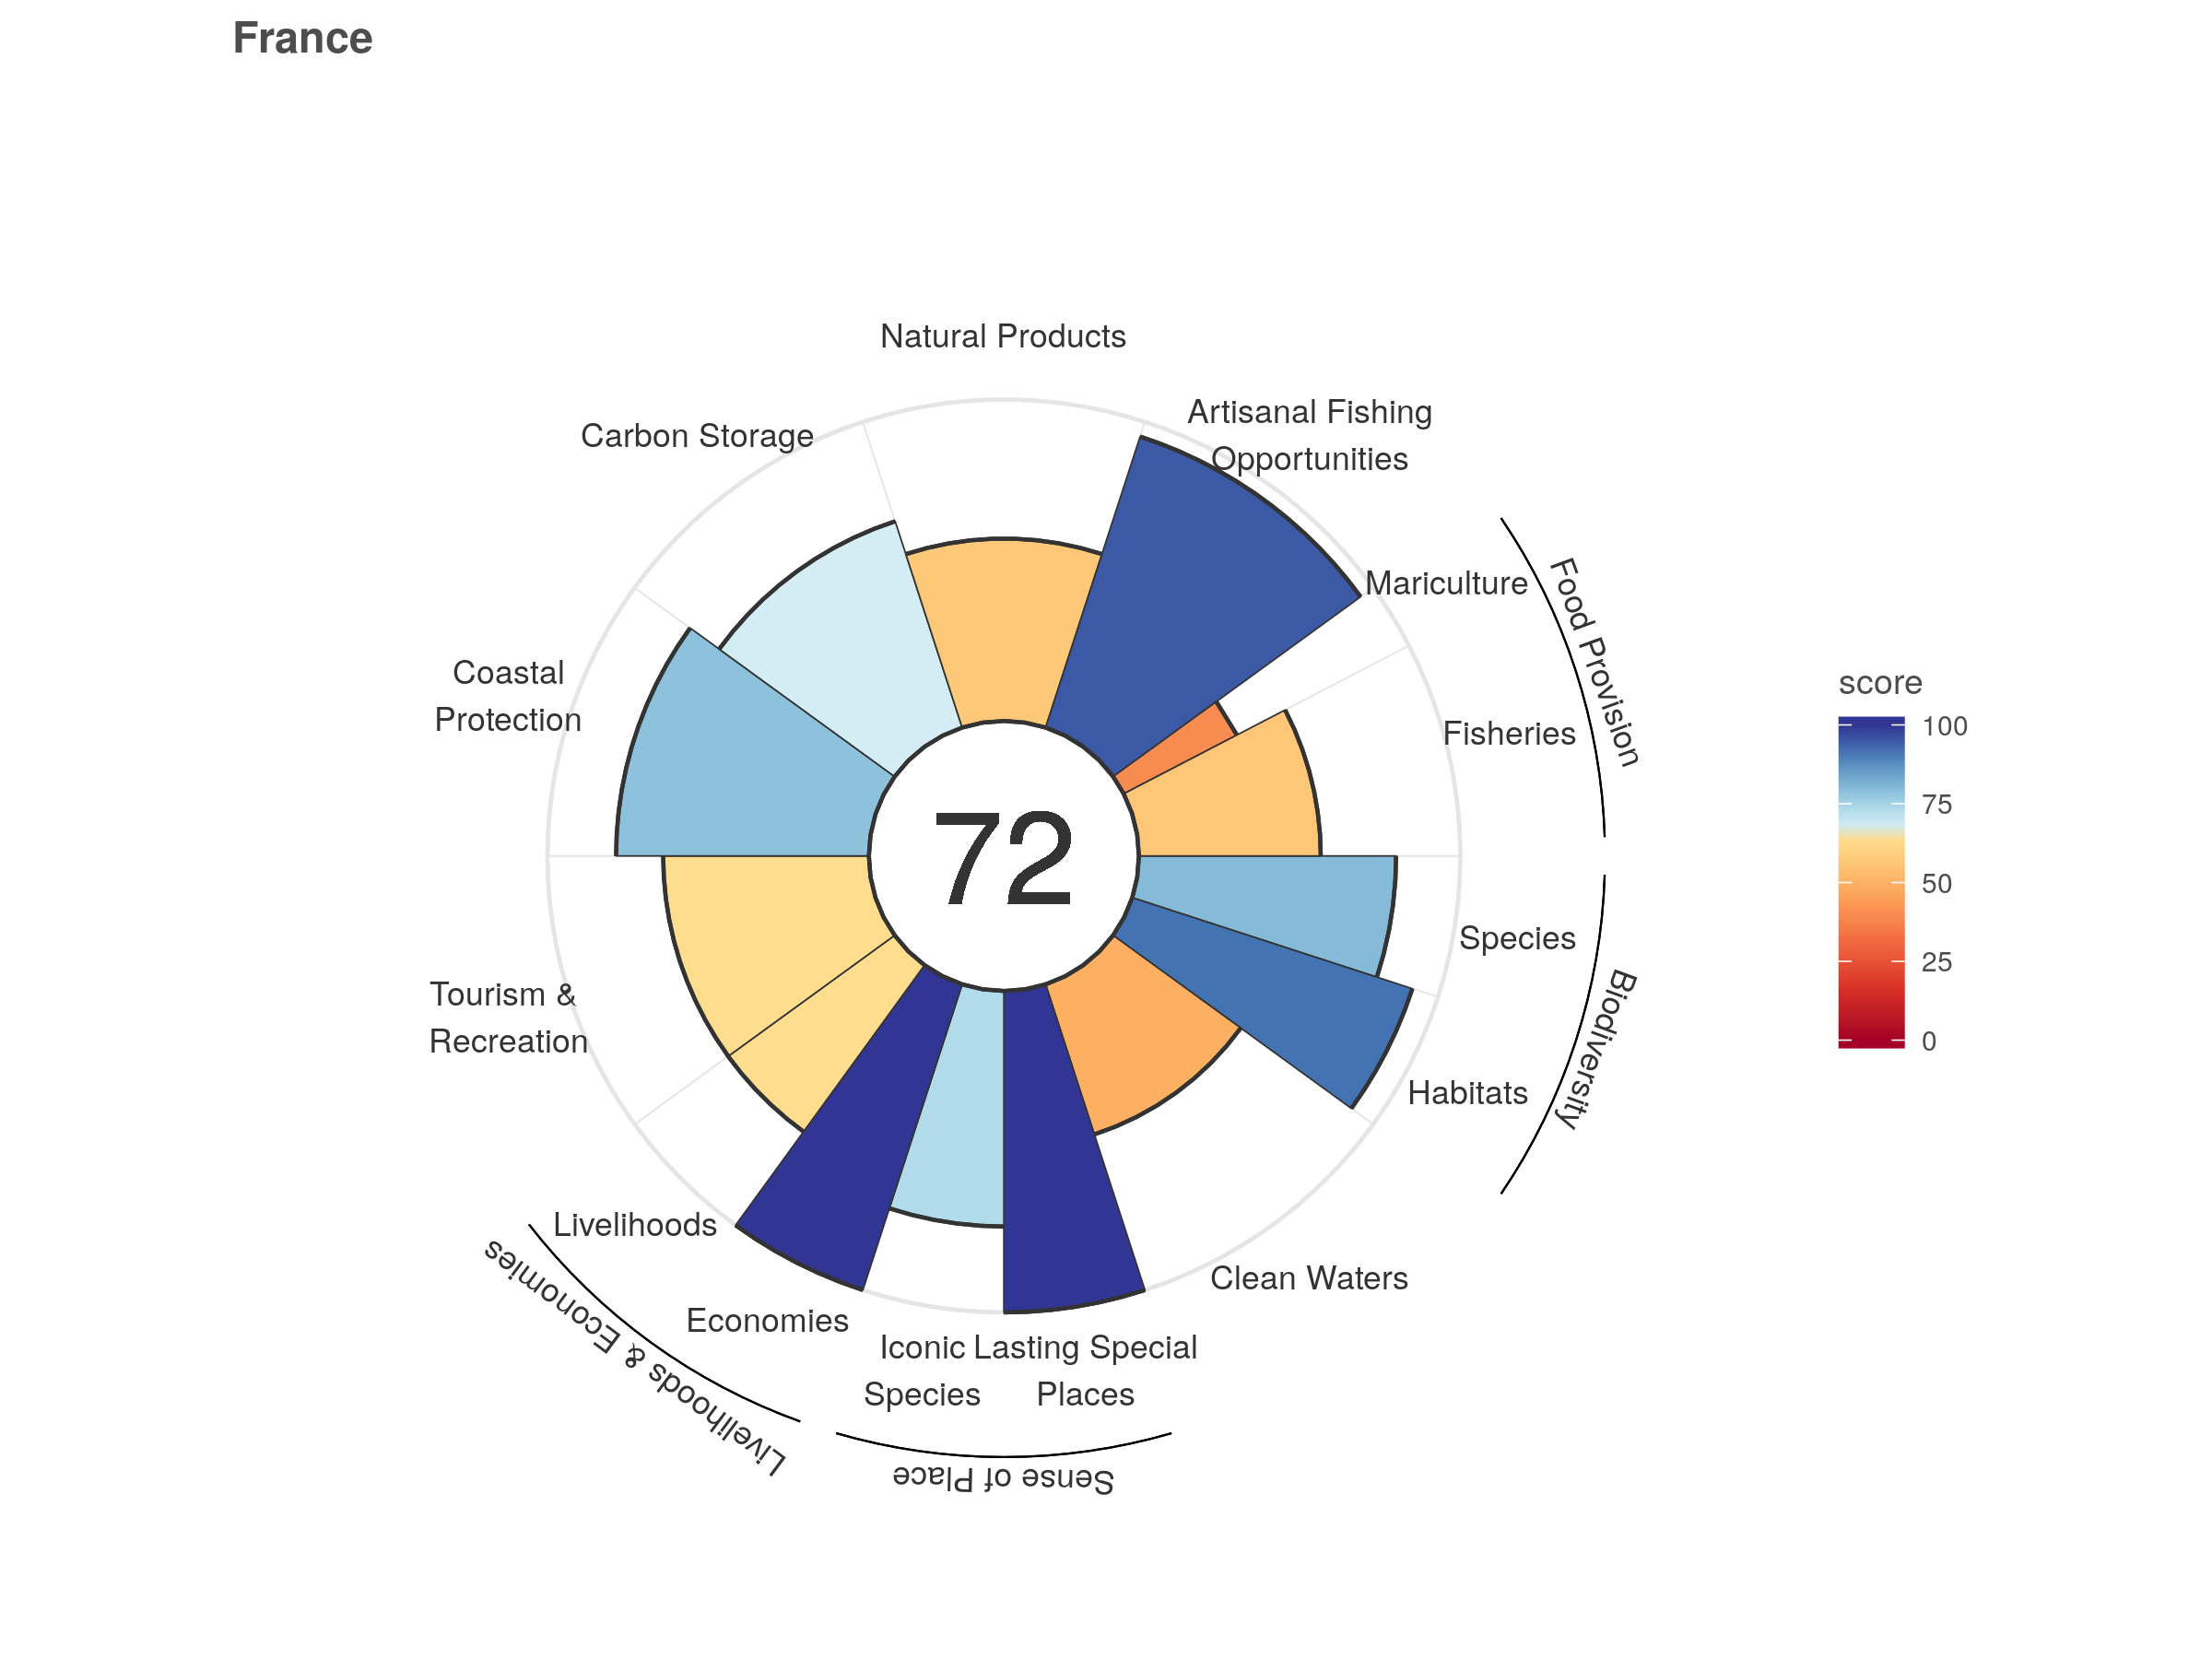 France
Natural Products
Artisanal Fishing
Opportunities
Carbon Storage
Mariculture
Food Provision
Coastal
Protection
Fisheries
score
100
75
50
25
0
72
Species
Biodiversity
Habitats
Tourism &
Recreation
Livelihoods
Clean Waters
Economies
Livelihoods & Economies
Iconic
Species
Lasting Special
Places
Sense of Place